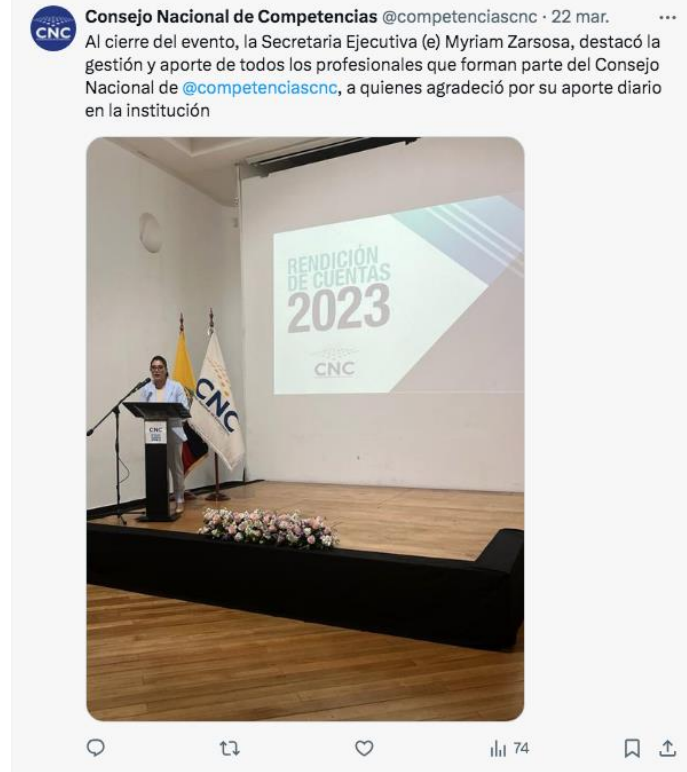 CNC
Consejo Nacional de Competencias @competenciascnc · 22 mar.
Al cierre del evento, la Secretaria Ejecutiva (e) Myriam Zarsosa, destacó la
gestión y aporte de todos los profesionales que forman parte del Consejo
Nacional de @competenciascnc, a quienes agradeció por su aporte diario
en la institución
RENDICIÓN
DE CUENTAS
2023
CNC
CNC
CNC
74